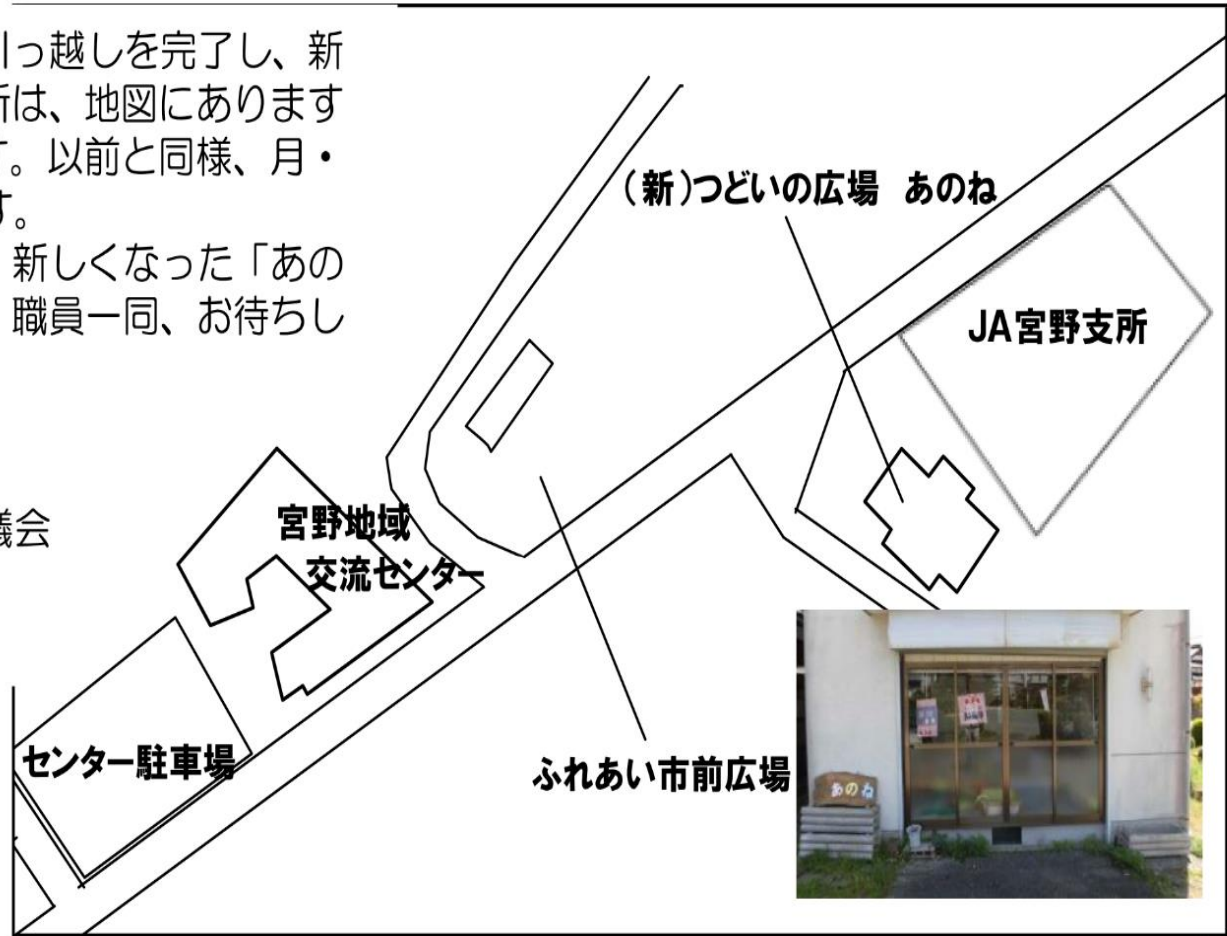 引っ越しを完了し、新
所は、地図にあります
す。以前と同様、月・
す。
新しくなった「あの
職員一同、お待ちし
議会
(新)つどいの広場 あのね
JA宮野支所
宮野地域
交流センター
センター駐車場
ふれあい市前広場
あのね